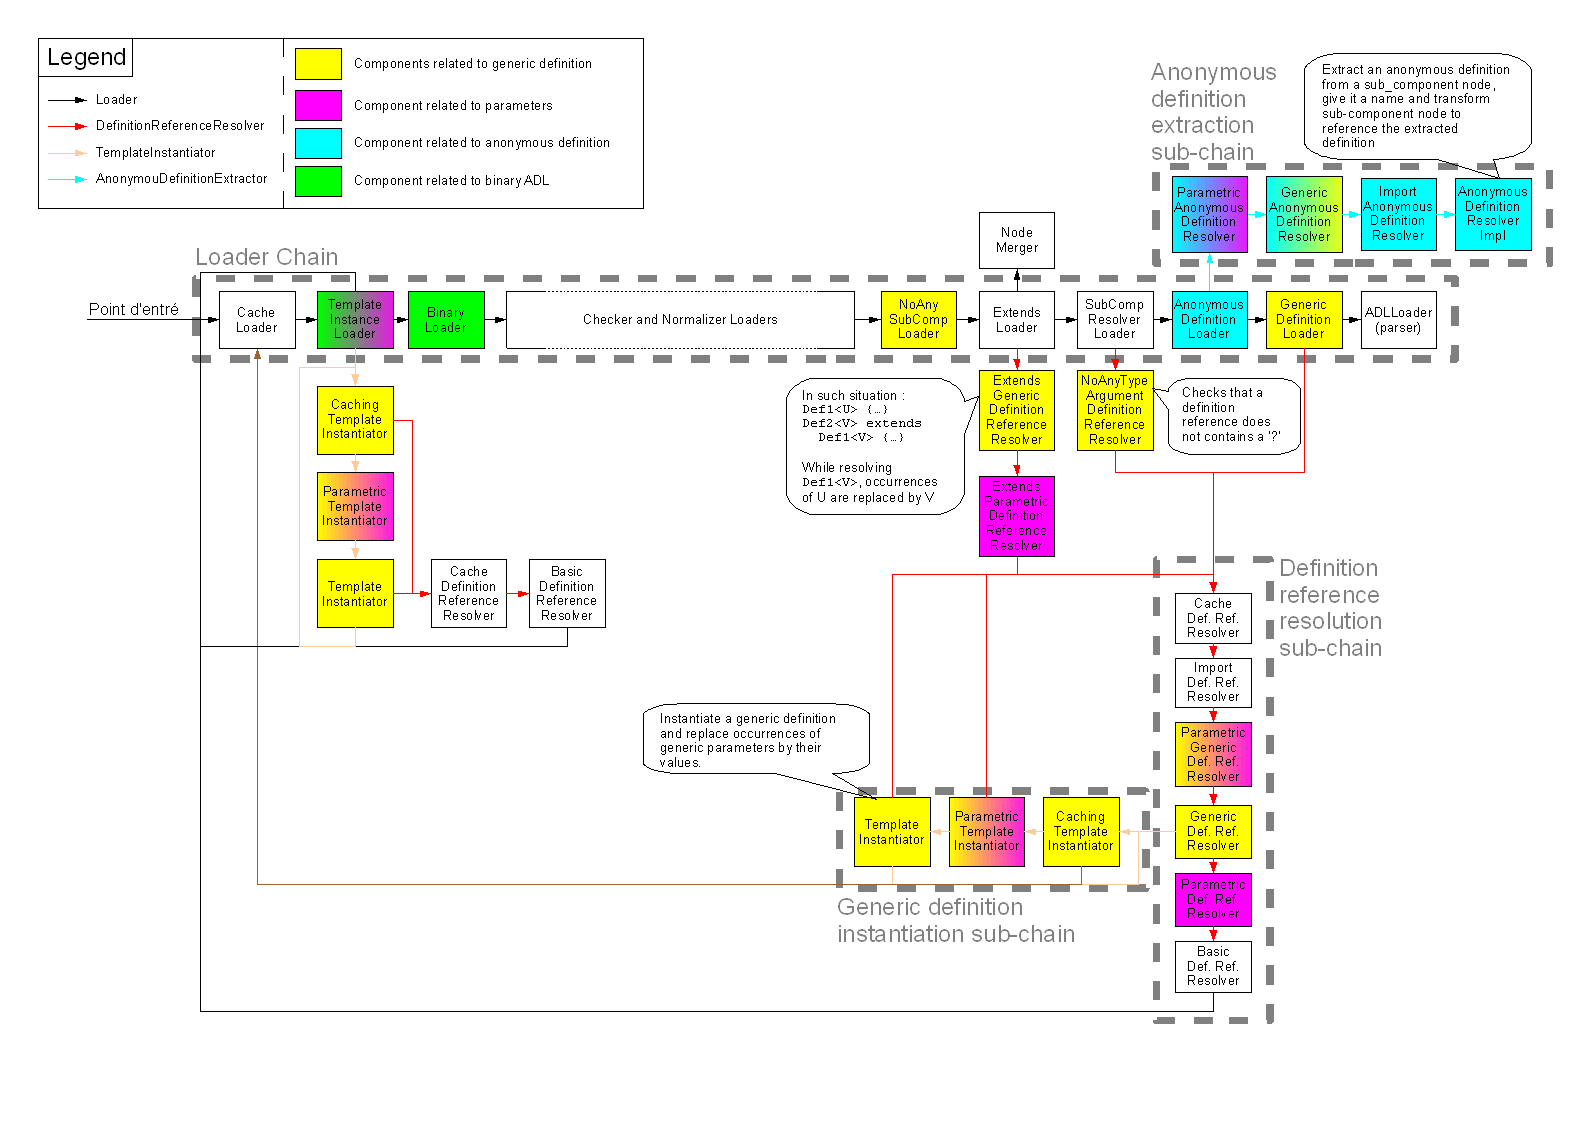 Legend
Loader
DefinitionReferenceResolver
TemplateInstantiator
AnonymouDefinitionExtractor
Components related to generic definition
Component related to parameters
Component related to anonymous definition
Component related to binary ADL
Anonymous
definition
extraction
sub-chain
Extract an anonymous definition
from a sub_component node,
give it a name and transform
sub-component node to
reference the extracted
definition
Parametric
Anonymous
Definition
Resolver
Generic
Anonymous
Definition
Resolver
Import
Anonymous
Definition
Resolver
Anonymous
Definition
Resolver
Impl
Node
Merger
Loader Chain
Point d'entré
Cache
Loader
Template
Instance
Loader
Binary
Loader
Checker and Normalizer Loaders
NoAny
SubComp
Loader
Extends
Loader
SubComp
Resolver
Loader
Anonymous
Definition
Loader
Generic
Definition
Loader
ADLLoader
(parser)
Caching
Template
Instantiator
Parametric
Template
Instantiator
Template
Instantiator
Cache
Definition
Reference
Resolver
Basic
Definition
Reference
Resolver
In such situation :
Def1<U> {…}
Def2<V> extends
Def1<V> {…}
While resolving
Def1<V>, occurrences
of U are replaced by V
Extends
Generic
Definition
Reference
Resolver
Extends
Parametric
Definition
Reference
Resolver
NoAnyType
Argument
Definition
Reference
Resolver
Checks that a
definition
reference does
not contains a '?'
Definition
reference
resolution
sub-chain
Cache
Def. Ref.
Resolver
Import
Def. Ref.
Resolver
Parametric
Generic
Def. Ref.
Resolver
Generic
Def. Ref.
Resolver
Parametric
Def. Ref.
Resolver
Basic
Def. Ref.
Resolver
Instantiate a generic definition
and replace occurrences of
generic parameters by their
values.
Template
Instantiator
Parametric
Template
Instantiator
Caching
Template
Instantiator
Generic definition
instantiation sub-chain